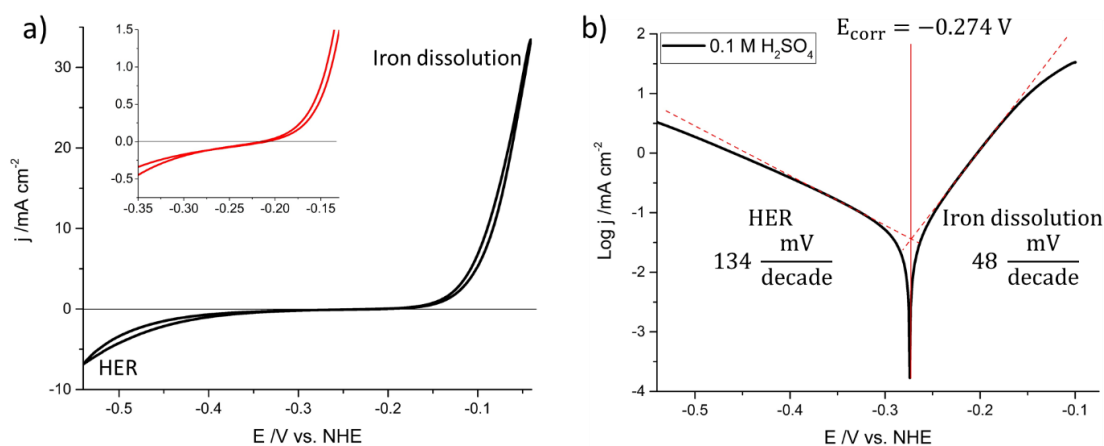 a)
Iron dissolution
HER
j /mA cm⁻²
30
20
10
0
-10
-0.5
-0.4
-0.3
-0.2
-0.1
E /V vs. NHE
1.5
1.0
0.5
0.0
-0.5
-0.35
-0.30
-0.25
-0.20
-0.15
b)
E_corr = −0.274 V
0.1 M H₂SO₄
HER
134 mV/decade
Iron dissolution
48 mV/decade
Log j /mA cm⁻²
2
1
0
-1
-2
-3
-4
-0.5
-0.4
-0.3
-0.2
-0.1
E /V vs. NHE